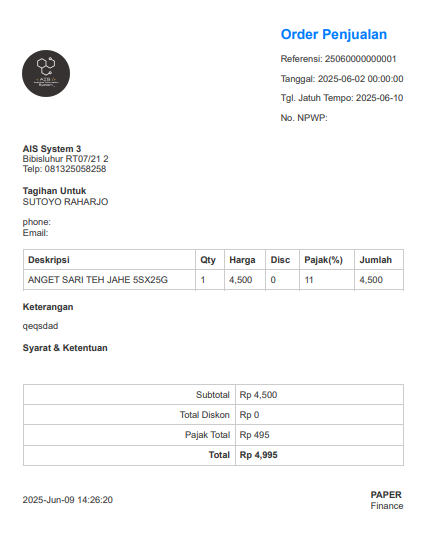 Order Penjualan
Referensi: 25060000000001
Tanggal: 2025-06-02 00:00:00
Tgl. Jatuh Tempo: 2025-06-10
No. NPWP:
AIS
System
AIS System 3
Bibisluhur RT07/21 2
Telp: 081325058258
Tagihan Untuk
SUTOYO RAHARJO
phone:
Email:
Deskripsi Qty Harga Disc Pajak(%) Jumlah
ANGET SARI TEH JAHE 5SX25G 1 4,500 0 11 4,500
Keterangan
qeqsdad
Syarat & Ketentuan
Subtotal Rp 4,500
Total Diskon Rp 0
Pajak Total Rp 495
Total Rp 4,995
2025-Jun-09 14:26:20
PAPER
Finance